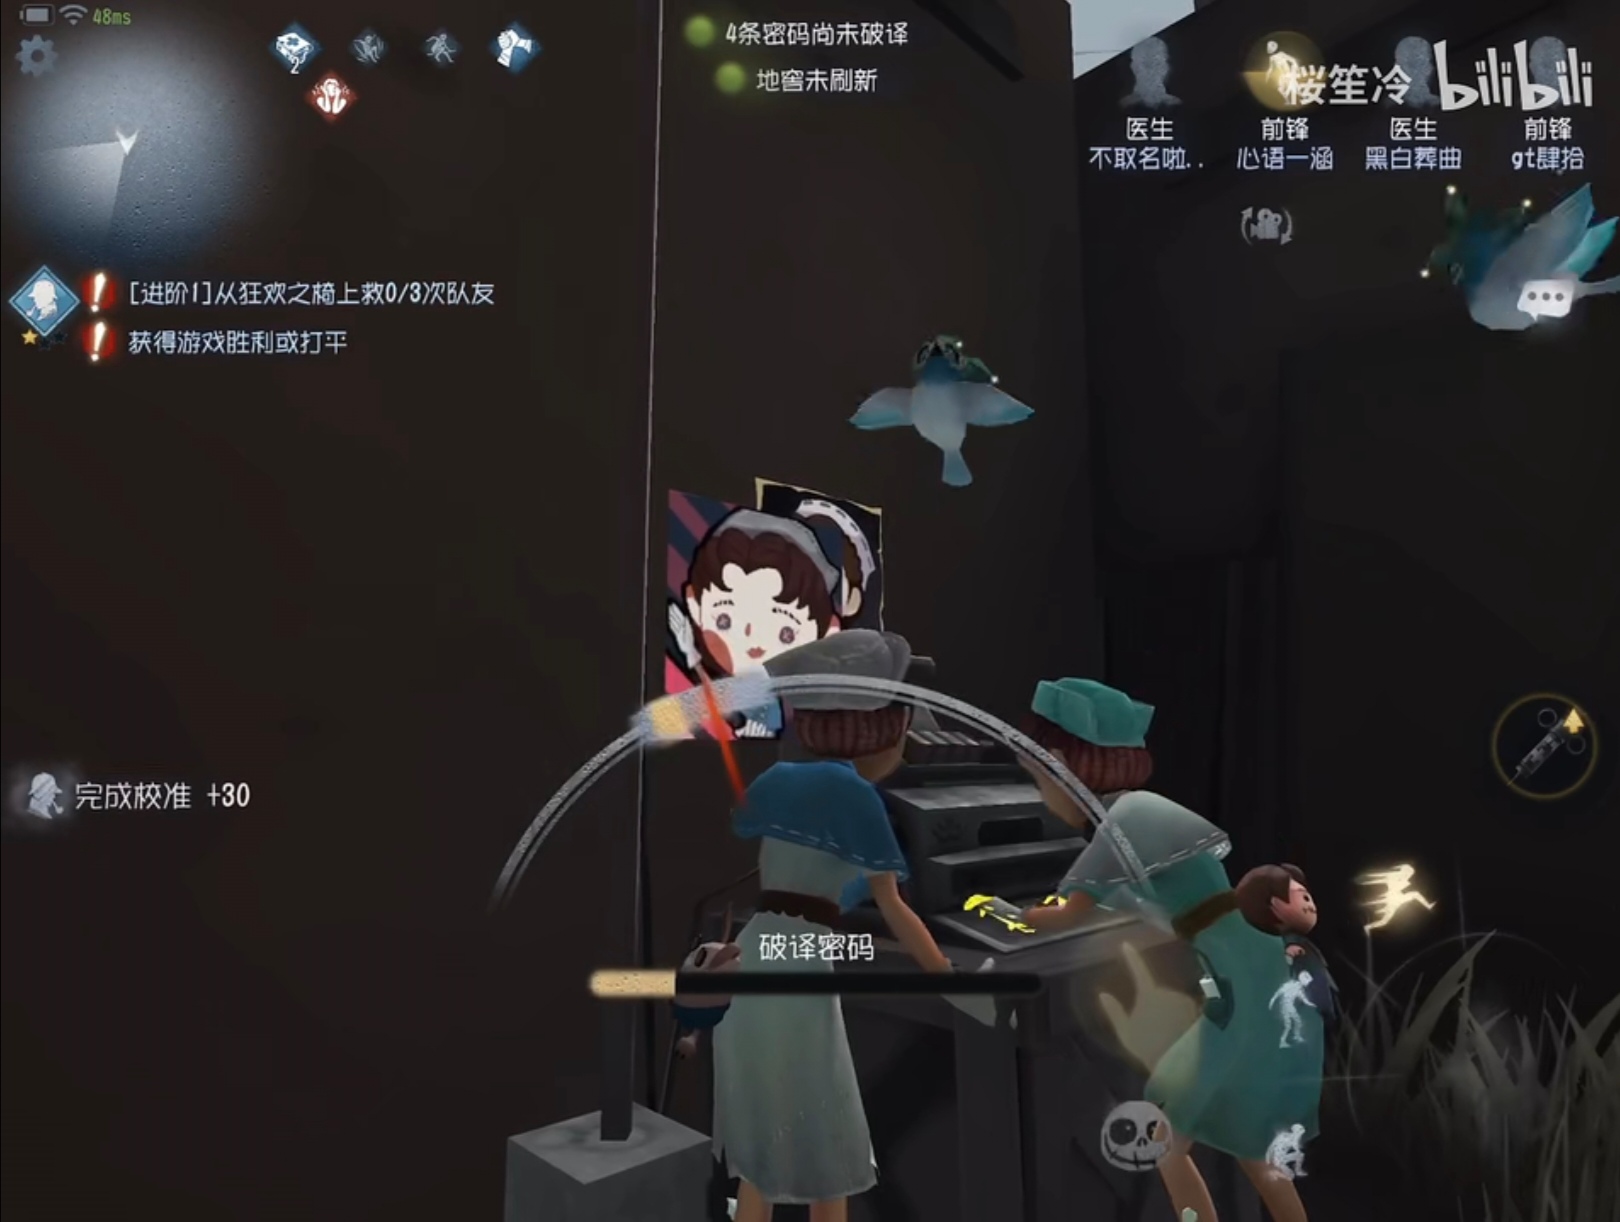 48ms
2
4条密码尚未破译
地窖未刷新
桜笙冷 bilibili
医生 前锋 医生 前锋
不取名啦.. 心语一涵 黑白葬曲 gt肆拾
[进阶1]从狂欢之椅上救0/3次队友
获得游戏胜利或打平
完成校准 +30
破译密码